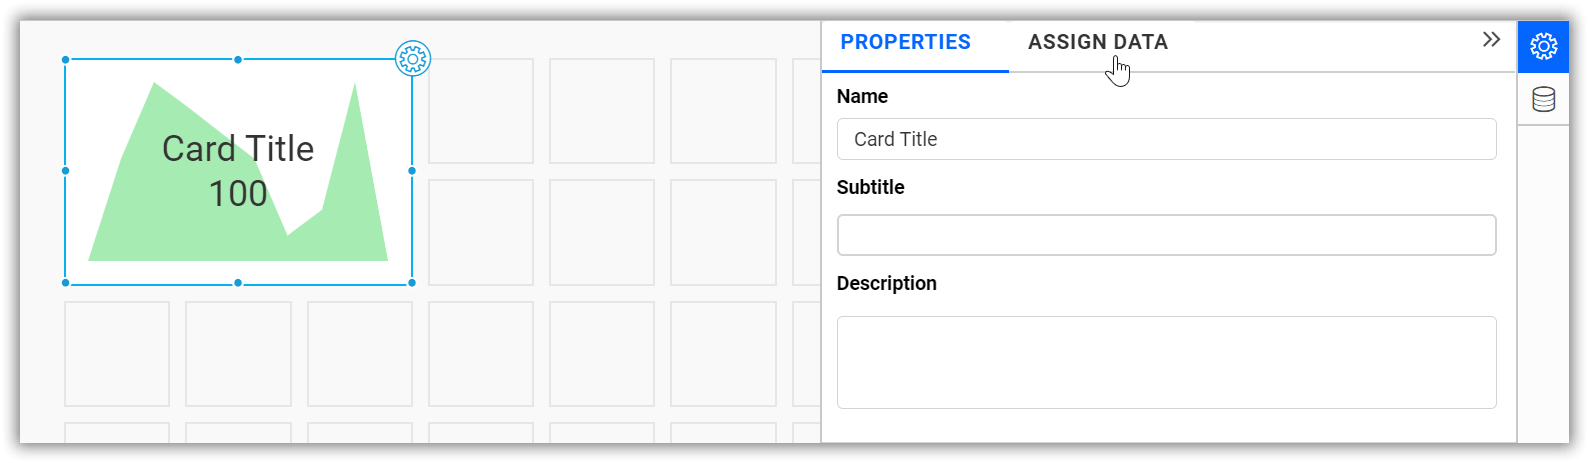 Card Title
100
PROPERTIES
ASSIGN DATA
Name
Card Title
Subtitle
Description